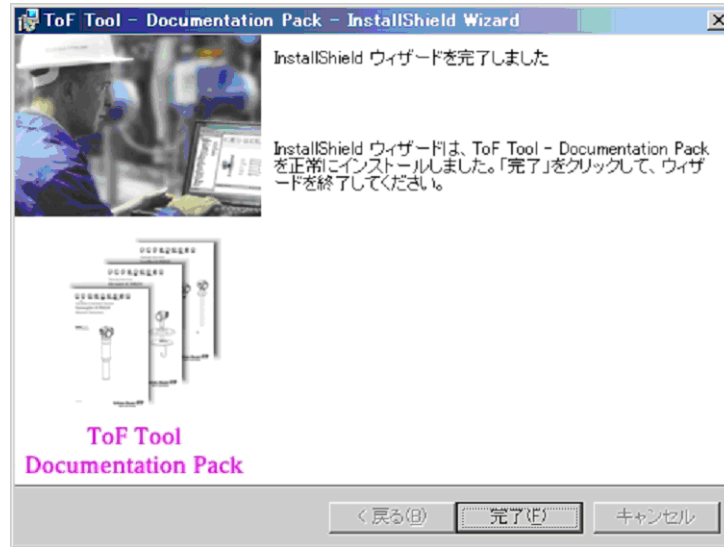 ToF Tool - Documentation Pack - InstallShield Wizard
InstallShield ウィザードを完了しました
InstallShield ウィザードは、ToF Tool - Documentation Pack
を正常にインストールしました。「完了」をクリックして、ウィザ
ードを終了してください。
ToF Tool
Documentation Pack
< 戻る(B)
完了(F)
キャンセル